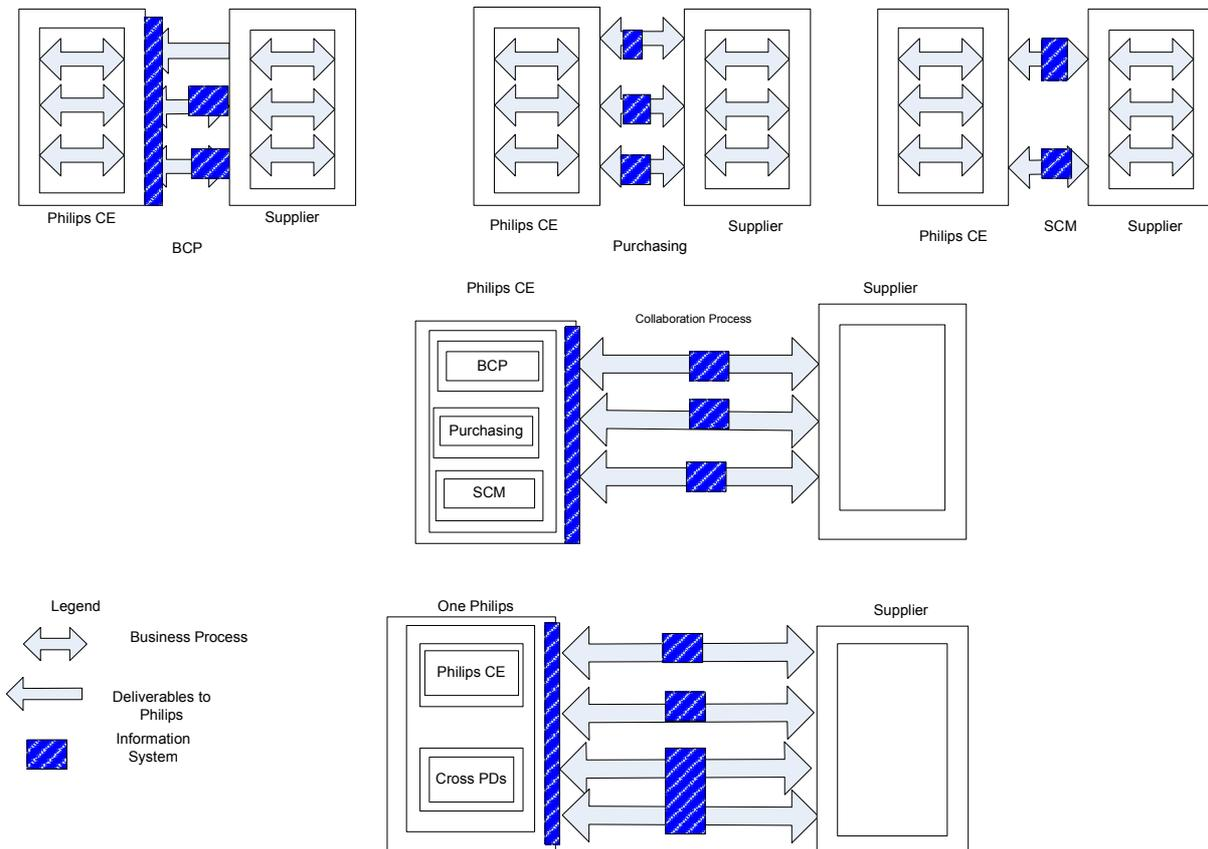 Philips CE
Supplier
BCP
Philips CE
Supplier
Purchasing
Philips CE
SCM
Supplier
Philips CE
Supplier
Collaboration Process
BCP
Purchasing
SCM
Legend
Business Process
Deliverables to
Philips
Information
System
One Philips
Supplier
Philips CE
Cross PDs